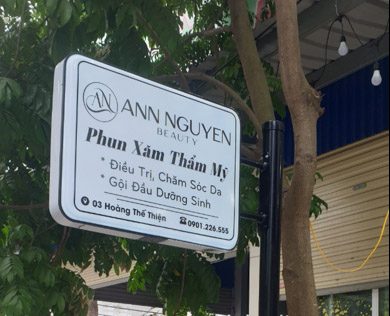 AN ANN NGUYEN
BEAUTY
Phun Xăm Thẩm Mỹ
* Điều Trị, Chăm Sóc Da
* Gội Đầu Dưỡng Sinh
03 Hoàng Thế Thiện ☎0901.226.555